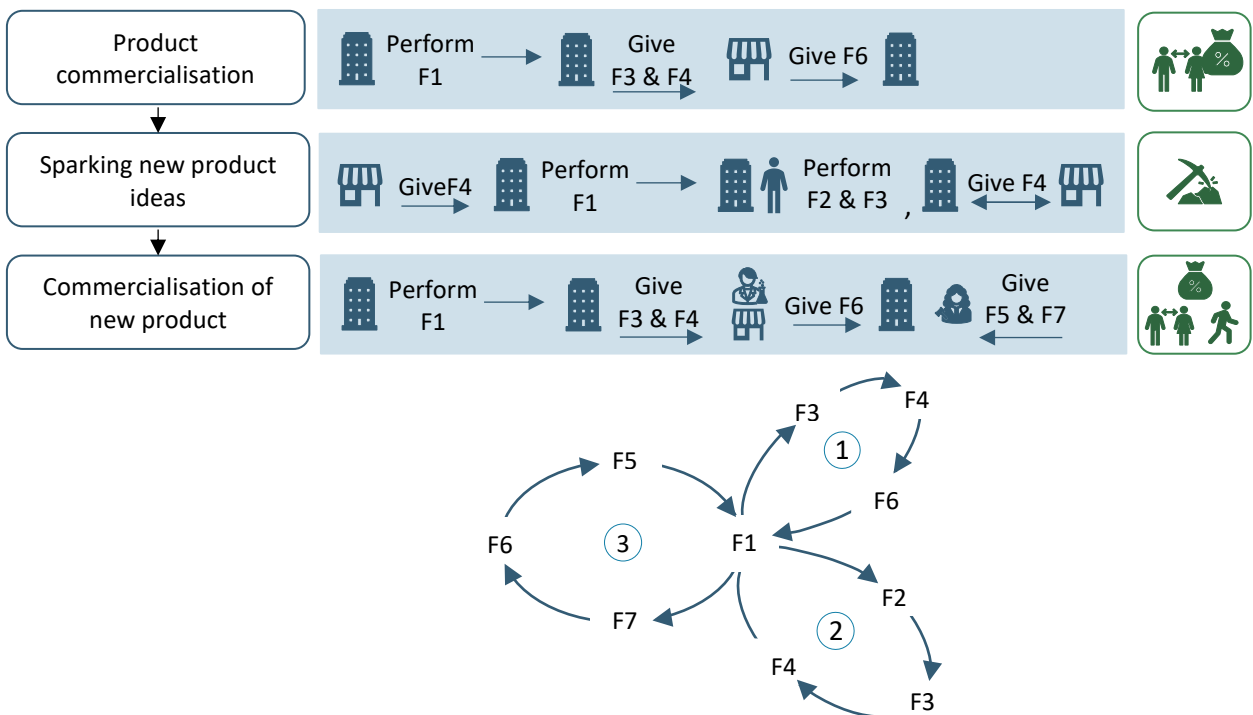 Product
commercialisation
Perform
F1
Give
F3 & F4
Give F6
%
Sparking new product
ideas
GiveF4
Perform
F1
Perform
F2 & F3
,
Give F4
Commercialisation of
new product
Perform
F1
Give
F3 & F4
Give F6
Give
F5 & F7
%
F3
F4
1
F5
F6
F6
3
F1
F2
F7
2
F4
F3